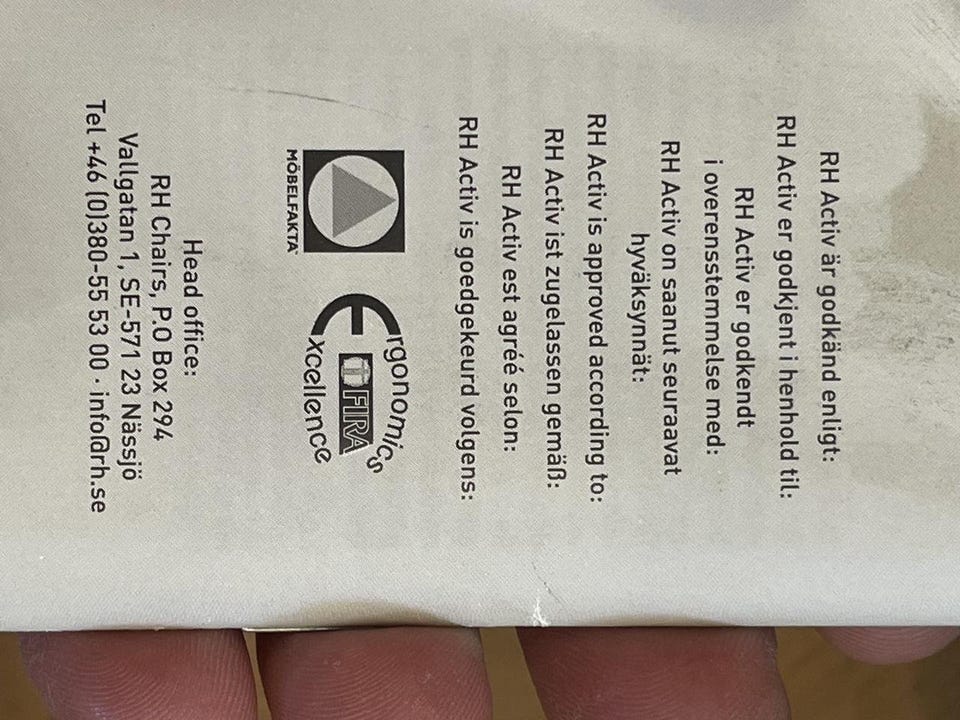 RH Activ är godkänd enligt:
RH Activ er godkjent i henhold til:
RH Activ er godkendt
i overensstemmelse med:
RH Activ on saanut seuraavat
hyväksynnät:
RH Activ is approved according to:
RH Activ ist zugelassen gemäß:
RH Activ est agréé selon:
RH Activ is goedgekeurd volgens:
MÖBELFAKTA
Ergonomics
FIRA
Excellence
Head office:
RH Chairs, P.O Box 294
Vallgatan 1, SE-571 23 Nässjö
Tel +46 (0)380-55 53 00 · info@rh.se